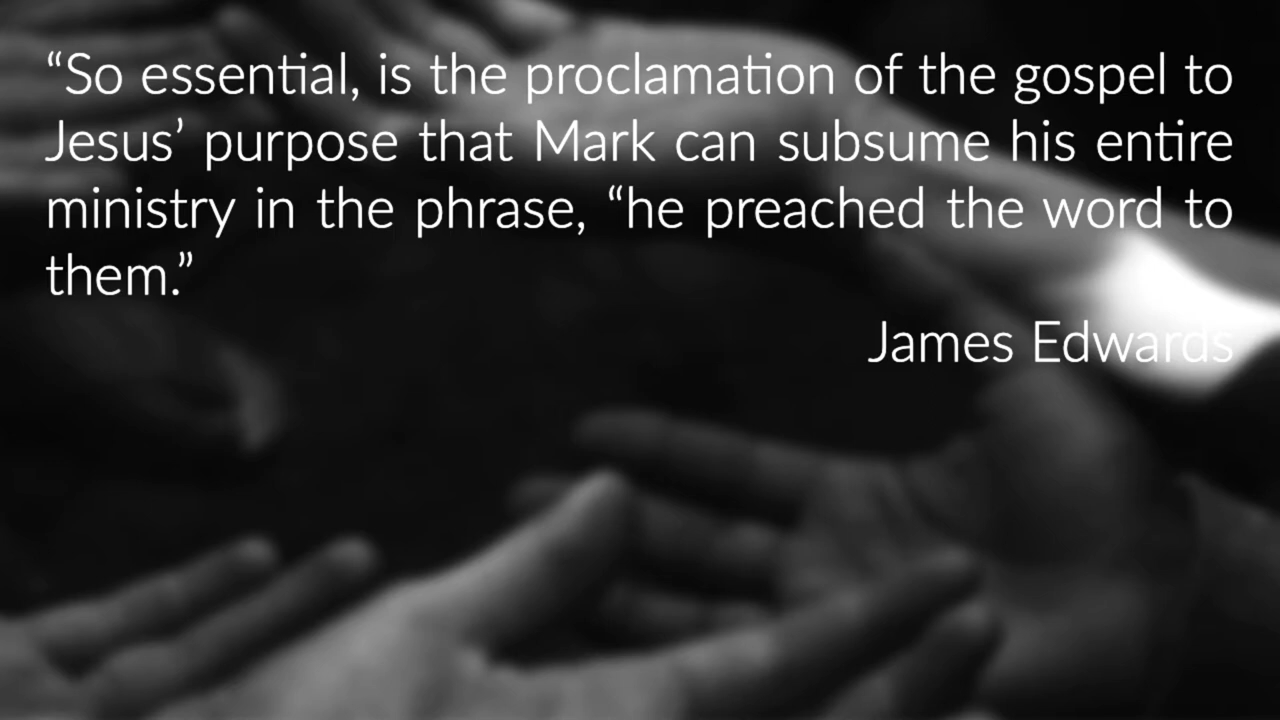 “So essential, is the proclamation of the gospel to
Jesus’ purpose that Mark can subsume his entire
ministry in the phrase, “he preached the word to
them.”
James Edwards